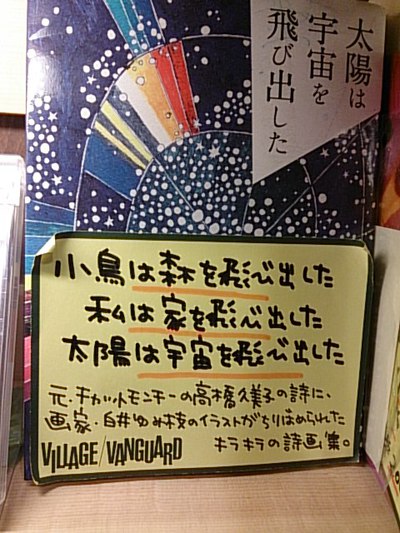 太陽は
宇宙を
飛び出した
小鳥は森を飛び出した
私は家を飛び出した
太陽は宇宙を飛び出した
元・チャットモンチーの高橋久美子の詩に、
画家・白井ゆみ枝のイラストがちりばめられた
キラキラの詩画集。
VILLAGE/VANGUARD